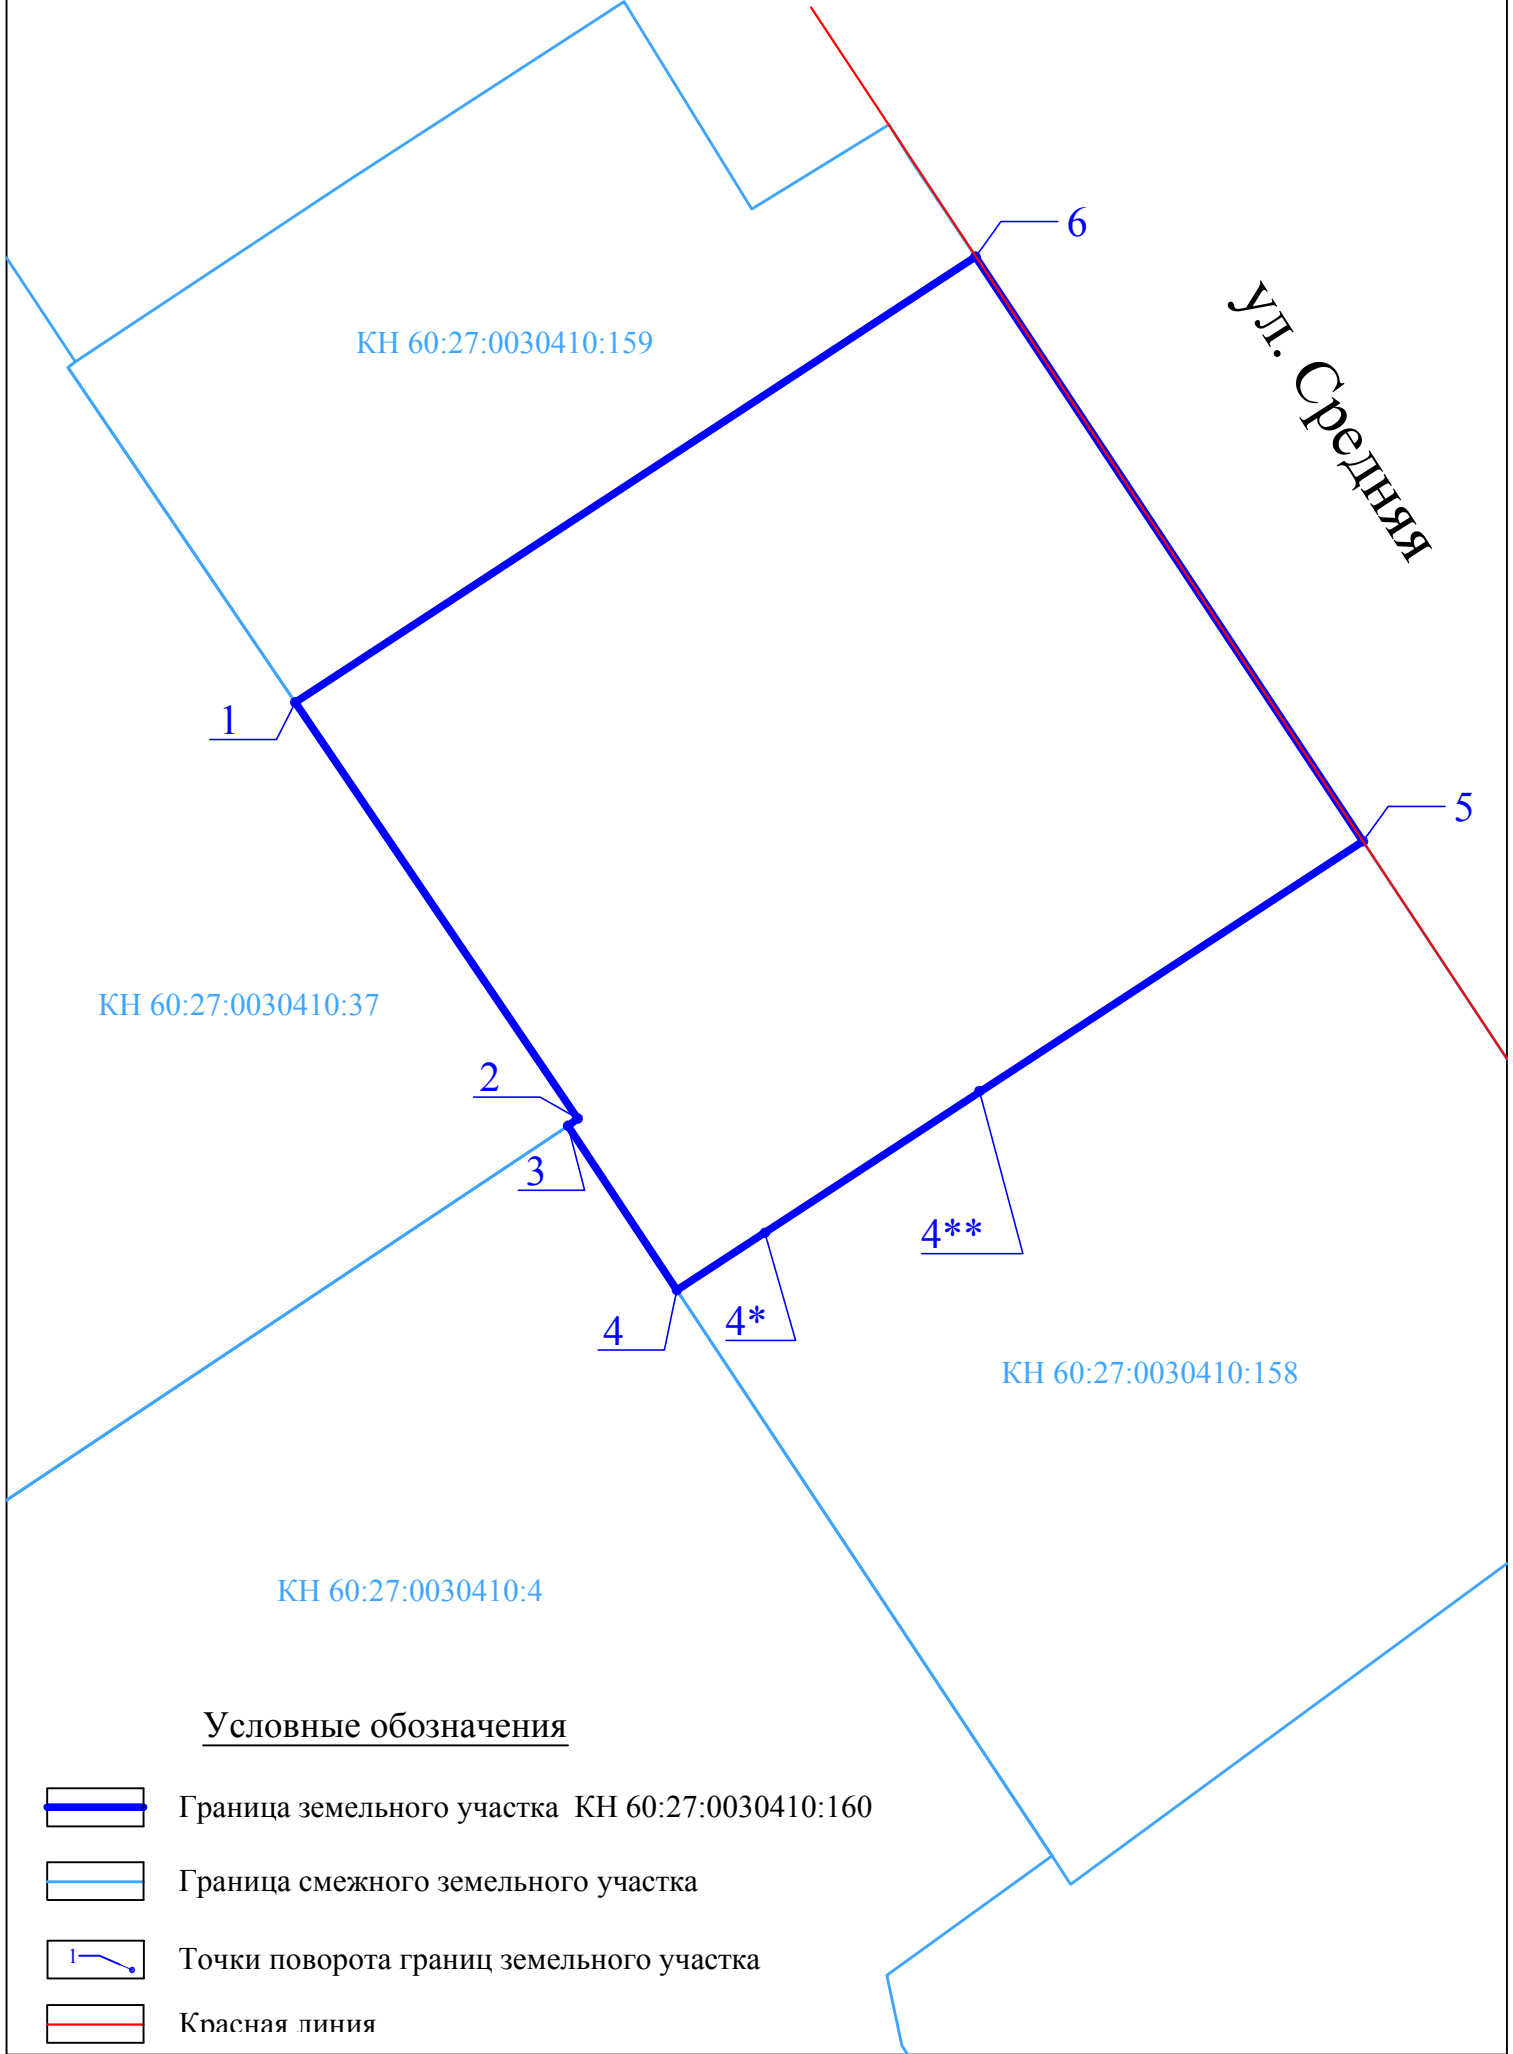 6
ул. Средняя
КН 60:27:0030410:159
1
5
КН 60:27:0030410:37
2
3
4**
4*
4
КН 60:27:0030410:158
КН 60:27:0030410:4
Условные обозначения
Граница земельного участка КН 60:27:0030410:160
Граница смежного земельного участка
1
Точки поворота границ земельного участка
Красная линия